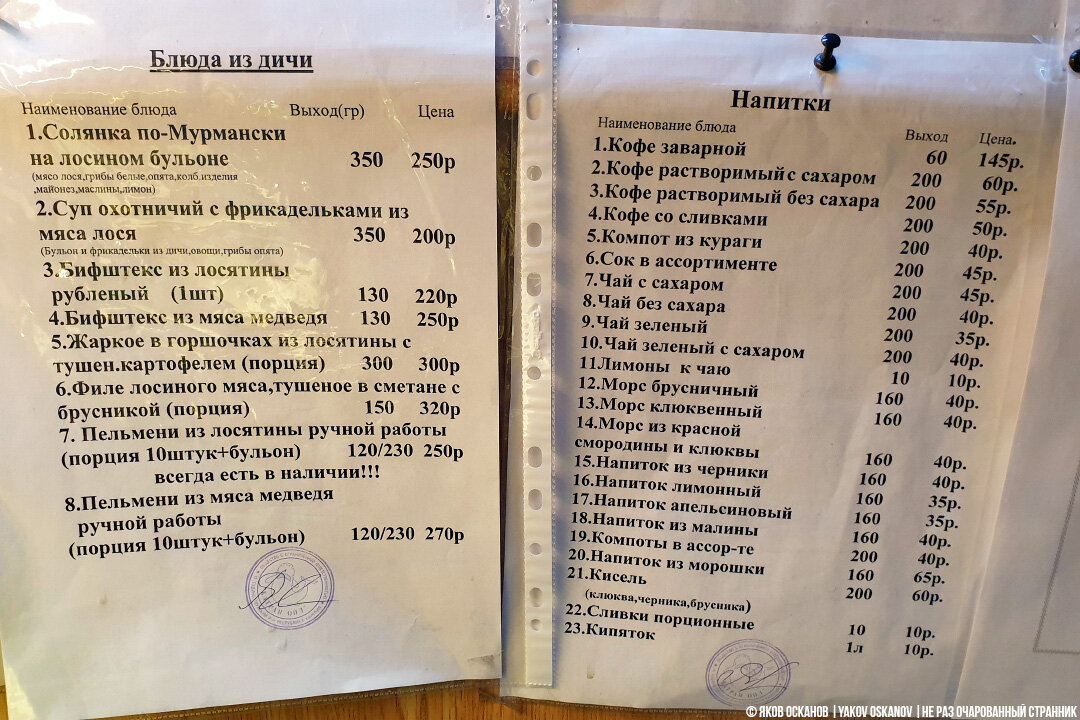 Блюда из дичи
Наименование блюда Выход(гр) Цена
1.Солянка по-Мурмански
на лосином бульоне 350 250р
(мясо лося,грибы белые,опята,колб.изделия
,майонез,маслины,лимон)
2.Суп охотничий с фрикадельками из
мяса лося 350 200р
(Бульон и фрикадельки из дичи,овощи,грибы опята)
3.Бифштекс из лосятины
рубленый (1шт) 130 220р
4.Бифштекс из мяса медведя 130 250р
5.Жаркое в горшочках из лосятины с
тушен.картофелем (порция) 300 300р
6.Филе лосиного мяса,тушеное в сметане с
брусникой (порция) 150 320р
7. Пельмени из лосятины ручной работы
(порция 10штук+бульон) 120/230 250р
всегда есть в наличии!!!
8.Пельмени из мяса медведя
ручной работы
(порция 10штук+бульон) 120/230 270р
Напитки
Наименование блюда Выход Цена.
1.Кофе заварной 60 145р.
2.Кофе растворимый с сахаром 200 60р.
3.Кофе растворимый без сахара 200 55р.
4.Кофе со сливками 200 50р.
5.Компот из кураги 200 40р.
6.Сок в ассортименте 200 45р.
7.Чай с сахаром 200 45р.
8.Чай без сахара 200 40р.
9.Чай зеленый 200 35р.
10.Чай зеленый с сахаром 200 40р.
11Лимоны к чаю 10 10р.
12.Морс брусничный 160 40р.
13.Морс клюквенный 160 40р.
14.Морс из красной
смородины и клюквы 160 40р.
15.Напиток из черники 160 40р.
16.Напиток лимонный 160 35р.
17.Напиток апельсиновый 160 35р.
18.Напиток из малины 160 40р.
19.Компоты в ассор-те 200 40р.
20.Напиток из морошки 160 65р.
21.Кисель 200 60р.
(клюква,черника,брусника)
22.Сливки порционные 10 10р.
23.Кипяток 1л 10р.
© ЯКОВ ОСКАНОВ | YAKOV OSKANOV | НЕ РАЗ ОЧАРОВАННЫЙ СТРАННИК